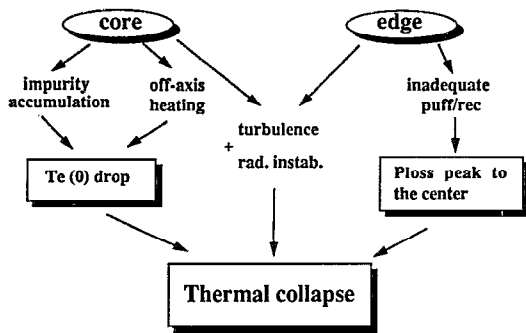 core
edge
impurity
accumulation
off-axis
heating
inadequate
puff/rec
turbulence
+
rad. instab.
Te (0) drop
Ploss peak to
the center
Thermal collapse